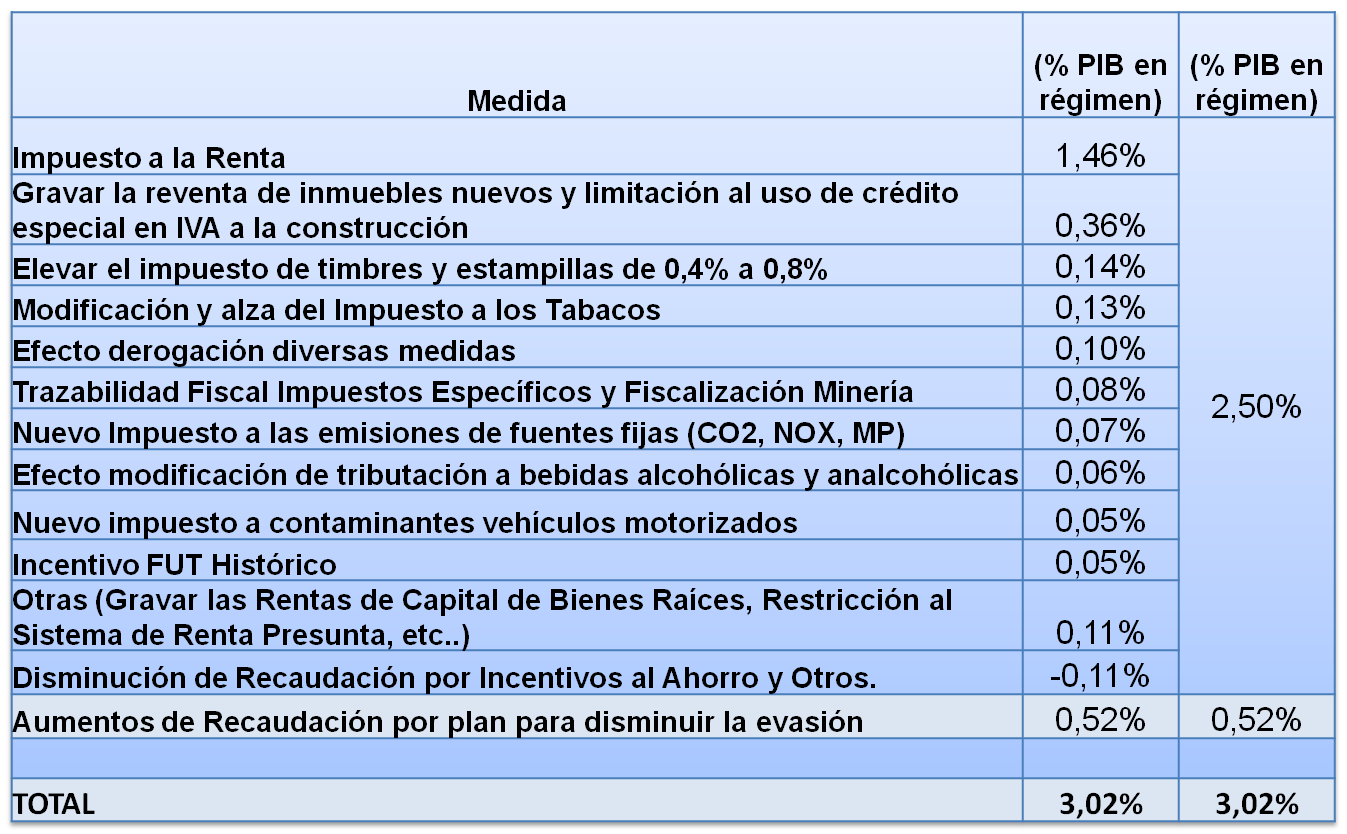 Medida
(% PIB en
régimen)
(% PIB en
régimen)
Impuesto a la Renta
1,46%
Gravar la reventa de inmuebles nuevos y limitación al uso de crédito
especial en IVA a la construcción
0,36%
Elevar el impuesto de timbres y estampillas de 0,4% a 0,8%
0,14%
Modificación y alza del Impuesto a los Tabacos
0,13%
Efecto derogación diversas medidas
0,10%
Trazabilidad Fiscal Impuestos Específicos y Fiscalización Minería
0,08%
2,50%
Nuevo Impuesto a las emisiones de fuentes fijas (CO2, NOX, MP)
0,07%
Efecto modificación de tributación a bebidas alcohólicas y analcohólicas
0,06%
Nuevo impuesto a contaminantes vehículos motorizados
0,05%
Incentivo FUT Histórico
0,05%
Otras (Gravar las Rentas de Capital de Bienes Raíces, Restricción al
Sistema de Renta Presunta, etc..)
0,11%
Disminución de Recaudación por Incentivos al Ahorro y Otros.
-0,11%
Aumentos de Recaudación por plan para disminuir la evasión
0,52%
0,52%
TOTAL
3,02%
3,02%